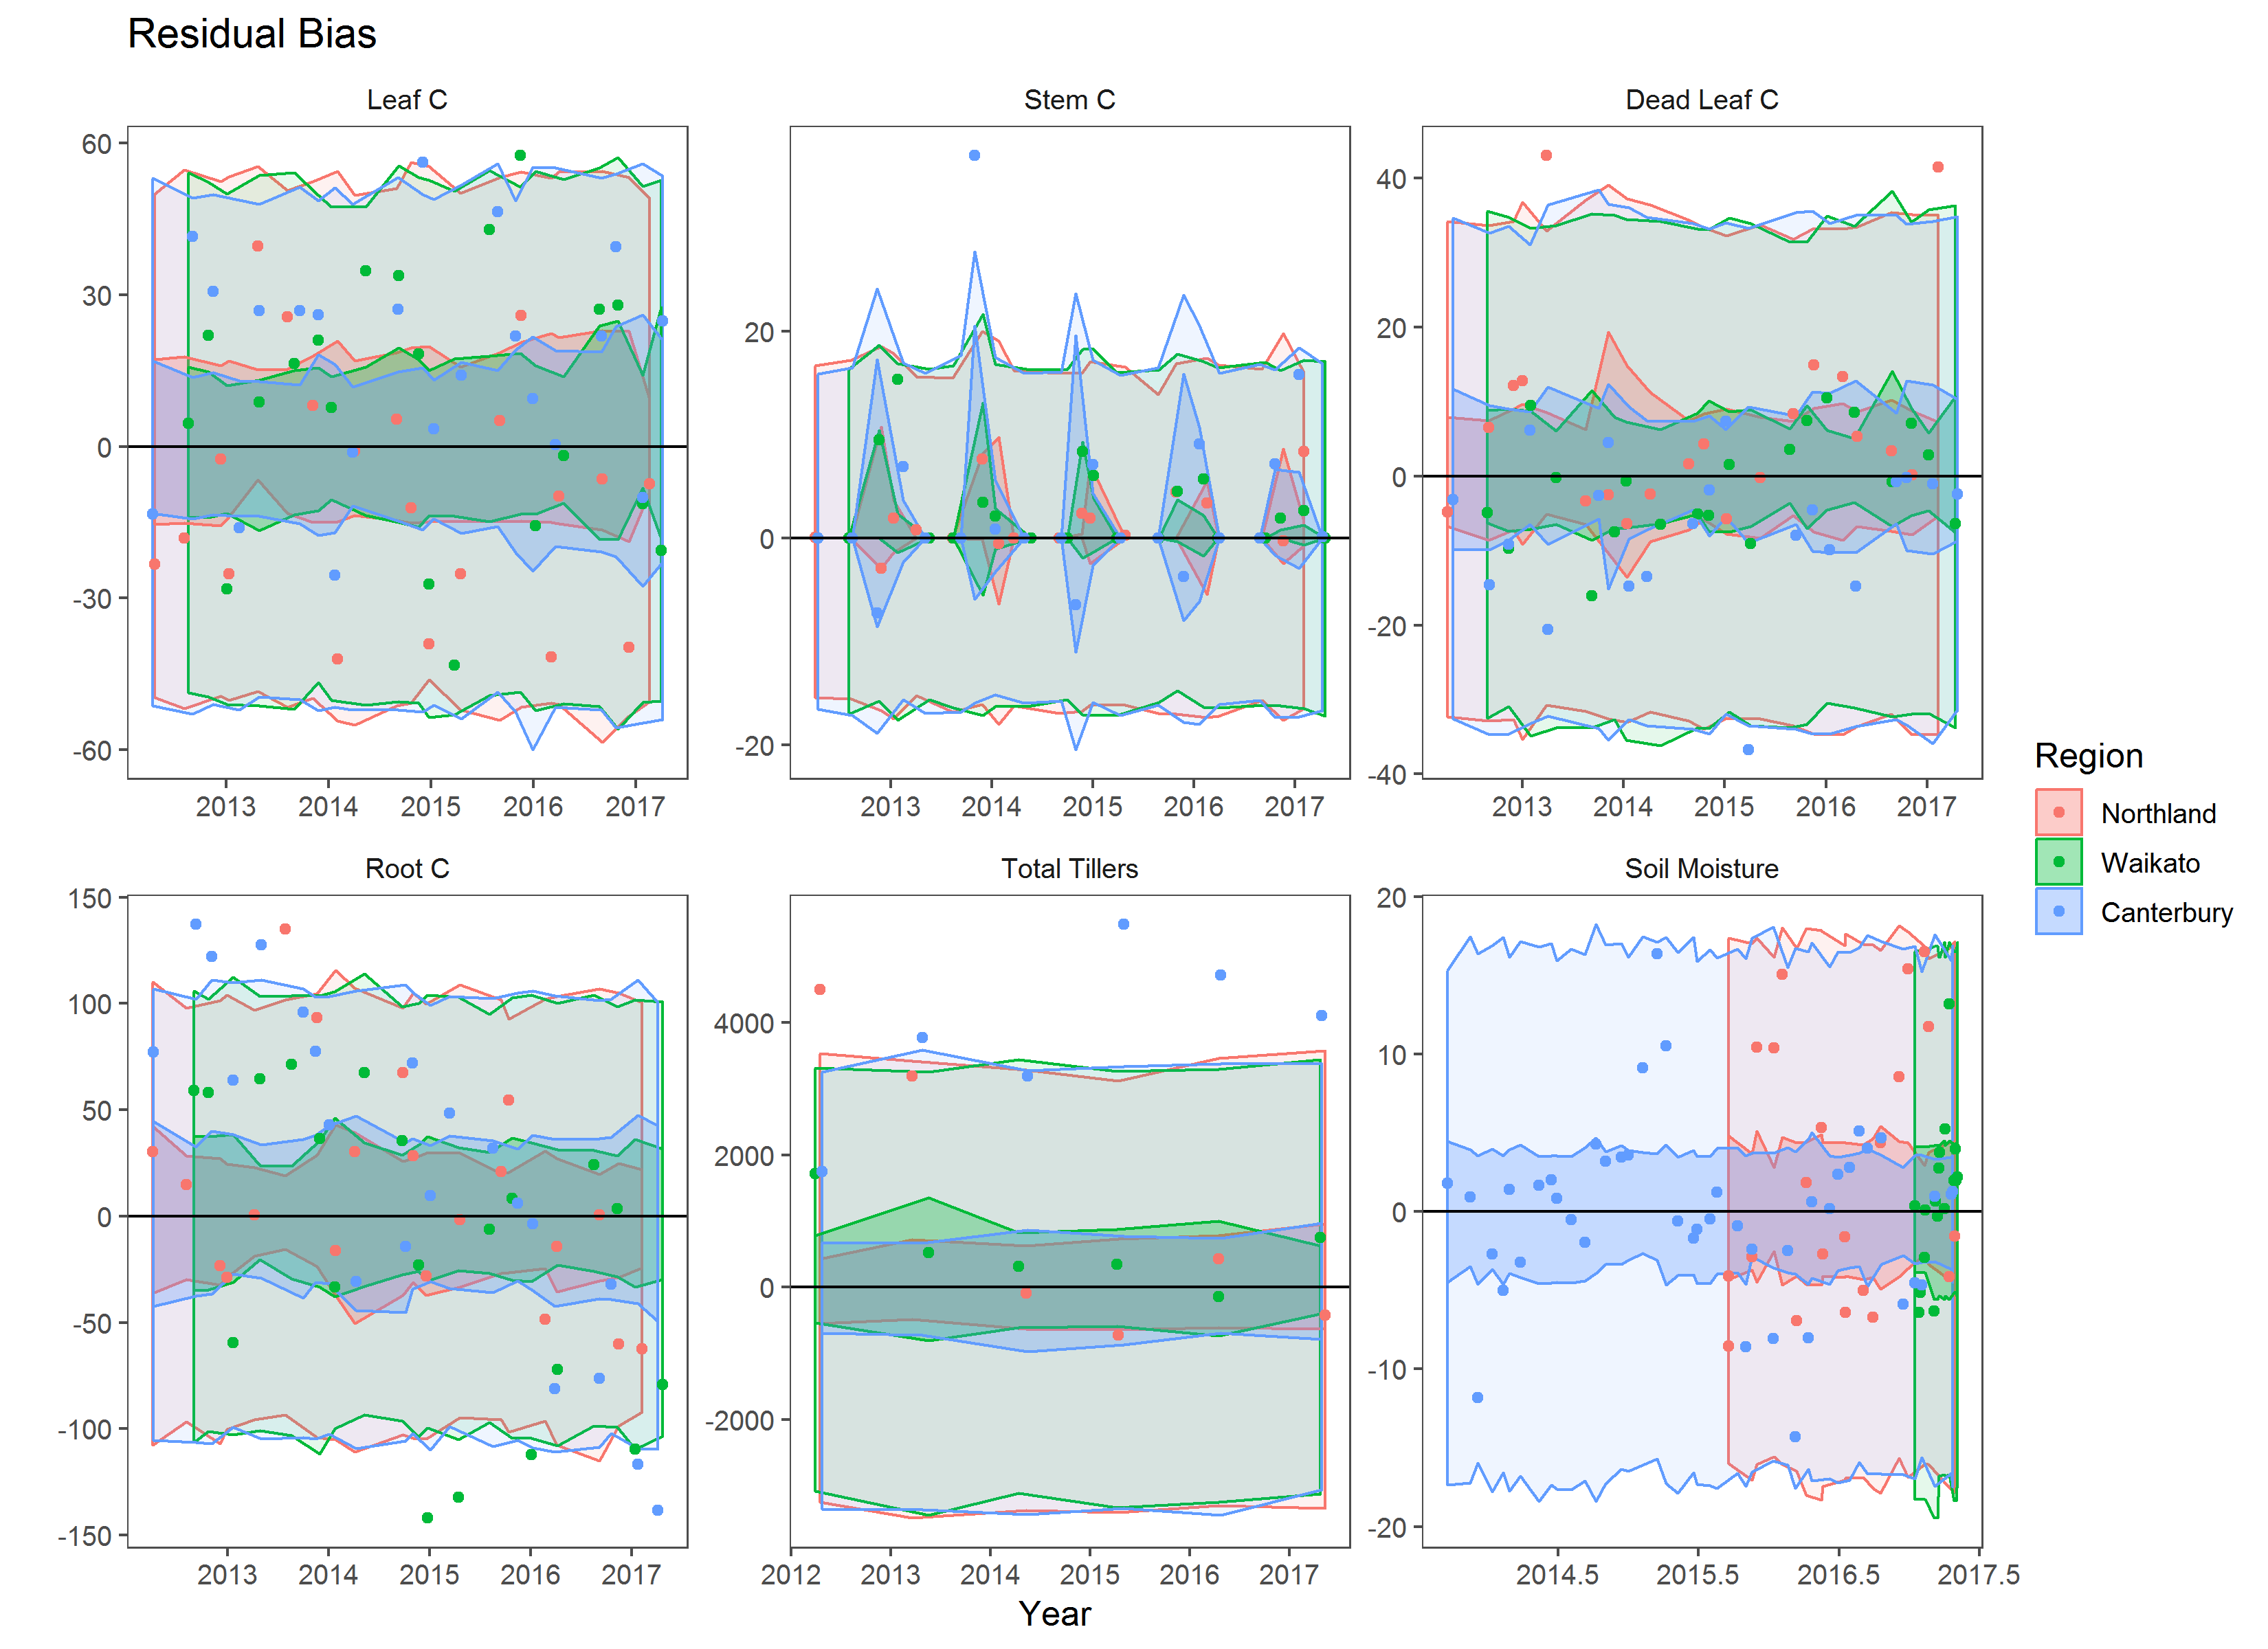 Residual Bias
Leaf C
Stem C
Dead Leaf C
60
30
0
-30
-60
20
0
-20
40
20
0
-20
-40
2013 2014 2015 2016 2017
2013 2014 2015 2016 2017
2013 2014 2015 2016 2017
Root C
Total Tillers
Soil Moisture
150
100
50
0
-50
-100
-150
4000
2000
0
-2000
20
10
0
-10
-20
2013 2014 2015 2016 2017
2012 2013 2014 2015 2016 2017
2014.5 2015.5 2016.5 2017.5
Year
Region
Northland
Waikato
Canterbury